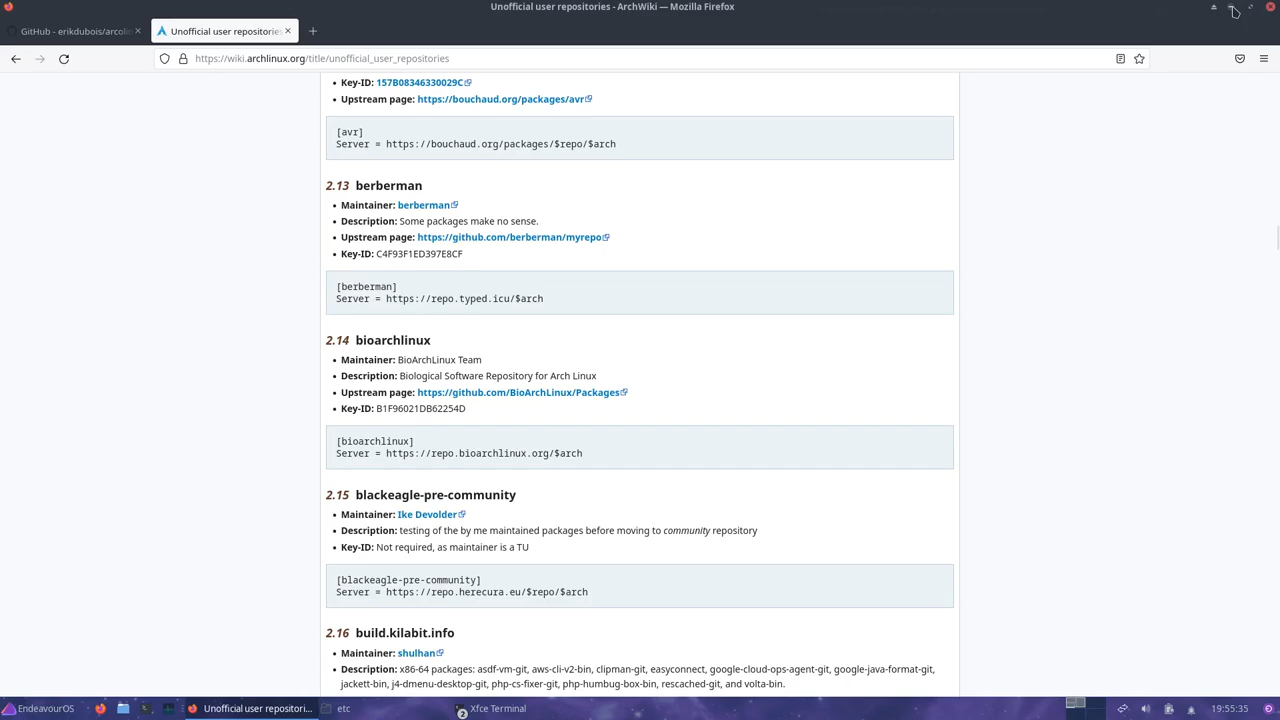 Unofficial user repositories - ArchWiki — Mozilla Firefox
GitHub - erikdubois/arcoli
Unofficial user repositories
https://wiki.archlinux.org/title/unofficial_user_repositories
• Key-ID: 157B08346330029C
• Upstream page: https://bouchaud.org/packages/avr
[avr]
Server = https://bouchaud.org/packages/$repo/$arch
2.13 berberman
• Maintainer: berberman
• Description: Some packages make no sense.
• Upstream page: https://github.com/berberman/myrepo
• Key-ID: C4F93F1ED397E8CF
[berberman]
Server = https://repo.typed.icu/$arch
2.14 bioarchlinux
• Maintainer: BioArchLinux Team
• Description: Biological Software Repository for Arch Linux
• Upstream page: https://github.com/BioArchLinux/Packages
• Key-ID: B1F96021DB62254D
[bioarchlinux]
Server = https://repo.bioarchlinux.org/$arch
2.15 blackeagle-pre-community
• Maintainer: Ike Devolder
• Description: testing of the by me maintained packages before moving to community repository
• Key-ID: Not required, as maintainer is a TU
[blackeagle-pre-community]
Server = https://repo.herecura.eu/$repo/$arch
2.16 build.kilabit.info
• Maintainer: shulhan
• Description: x86-64 packages: asdf-vm-git, aws-cli-v2-bin, clipman-git, easyconnect, google-cloud-ops-agent-git, google-java-format-git,
jackett-bin, j4-dmenu-desktop-git, php-cs-fixer-git, php-humbug-box-bin, rescached-git, and volta-bin.
EndeavourOS
Unofficial user repositori...
etc
2
Xfce Terminal
19:55:35